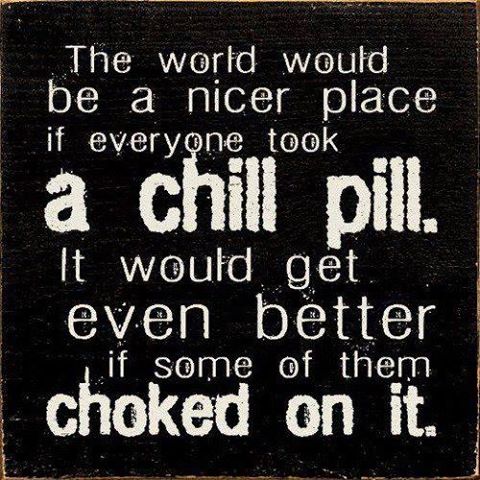 The world would
be a nicer place
if everyone took
a chill pill.
It would get
even better
if some of them
choked on it.